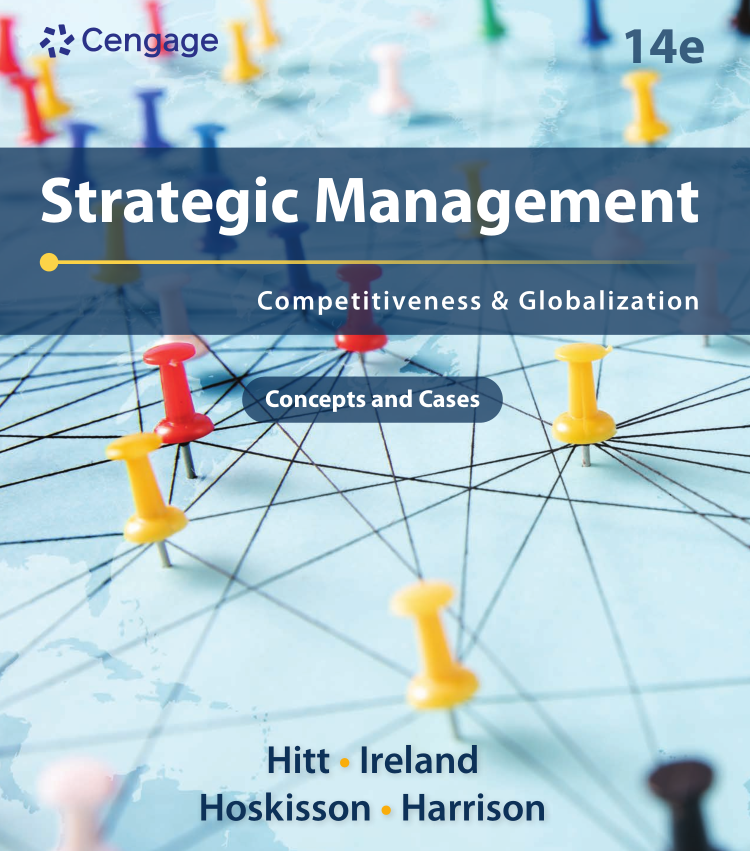 Cengage
14e
Strategic Management
Competitiveness & Globalization
Concepts and Cases
Hitt • Ireland
Hoskisson • Harrison